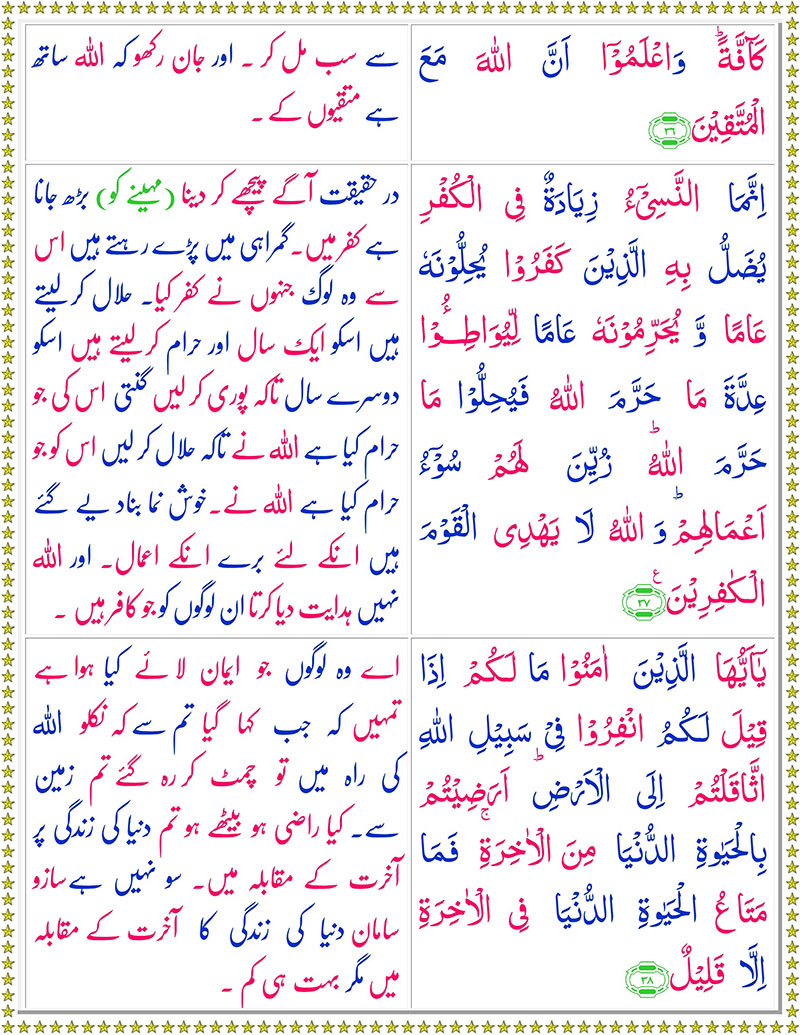 كَآفَّةً ؕ وَاعْلَمُوْۤا اَنَّ اللّٰهَ مَعَ
الْمُتَّقِيْنَ ﴿۳۶﴾
سے سب مل کر ۔ اور جان رکھو کہ اللہ ساتھ
ہے متقیوں کے ۔
اِنَّمَا النَّسِىْٓءُ زِيَادَةٌ فِى الْكُفْرِ
يُضَلُّ بِهِ الَّذِيْنَ كَفَرُوْا يُحِلُّوْنَهٗ
عَامًا وَّ يُحَرِّمُوْنَهٗ عَامًا لِّيُوَاطِـُٔــوْا
عِدَّةَ مَا حَرَّمَ اللّٰهُ فَيُحِلُّوْا مَا
حَرَّمَ اللّٰهُ ؕ زُيِّنَ لَهُمْ سُوْٓءُ
اَعْمَالِهِمْ ؕ وَ اللّٰهُ لَا يَهْدِى الْقَوْمَ
الْـكٰفِرِيْنَ ﴿۳۷﴾ ع
در حقیقت آگے پیچھے کر دینا (مہینے کو) بڑھ جانا
ہے کفر میں۔ گمراہی میں پڑے رہتے ہیں اس
سے وہ لوگ جنہوں نے کفر کیا۔ حلال کر لیتے
ہیں اسکو ایک سال اور حرام کر لیتے ہیں اسکو
دوسرے سال تاکہ پوری کر لیں گنتی اس کی جو
حرام کیا ہے اللہ نے تاکہ حلال کر لیں اس کو جو
حرام کیا ہے اللہ نے۔ خوش نما بناد یے گئے
ہیں انکے لئے برے انکے اعمال۔ اور اللہ
نہیں ہدایت دیا کرتا ان لوگوں کو جو کافر ہیں ۔
يٰۤاَيُّهَا الَّذِيْنَ اٰمَنُوْا مَا لَـكُمْ اِذَا
قِيْلَ لَـكُمُ انْفِرُوْا فِىْ سَبِيْلِ اللّٰهِ
اثَّاقَلْتُمْ اِلَى الْاَرْضِ ؕ اَرَضِيْتُمْ
بِالْحَيٰوةِ الدُّنْيَا مِنَ الْاٰخِرَةِ ۚ فَمَا
مَتَاعُ الْحَيٰوةِ الدُّنْيَا فِى الْاٰخِرَةِ
اِلَّا قَلِيْلٌ ﴿۳۸﴾
اے وہ لوگوں جو ایمان لائے کیا ہوا ہے
تمہیں کہ جب کہا گیا تم سے کہ نکلو اللہ
کی راہ میں تو چمٹ کر رہ گئے تم زمین
سے۔ کیا راضی ہو بیٹھے ہو تم دنیا کی زندگی پر
آخرت کے مقابلہ میں۔ سو نہیں ہے سازو
سامان دنیا کی زندگی کا آخرت کے مقابلہ
میں مگر بہت ہی کم ۔